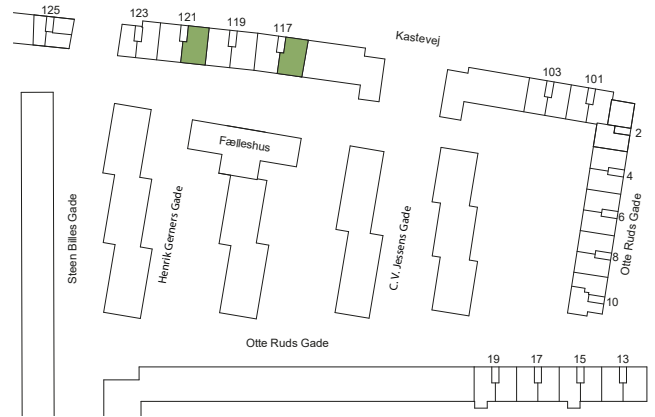 125
123
121
119
117
Kastevej
103
101
2
4
6
8
10
Otte Ruds Gade
Fælleshus
Steen Billes Gade
Henrik Gerners Gade
C. V. Jessens Gade
Otte Ruds Gade
19
17
15
13